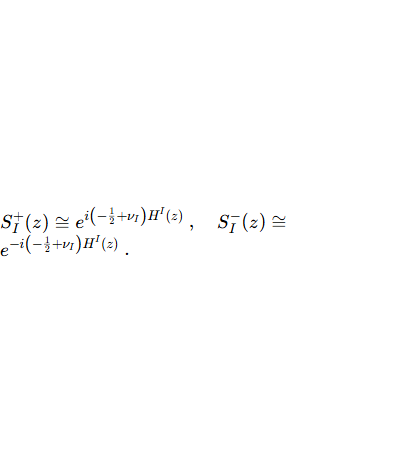 $S_I^+(z) \cong e^{i\left(-\frac{1}{2}+\nu_I\right)H^I(z)}\ , \quad S_I^-(z) \cong$
$e^{-i\left(-\frac{1}{2}+\nu_I\right)H^I(z)}\ .$